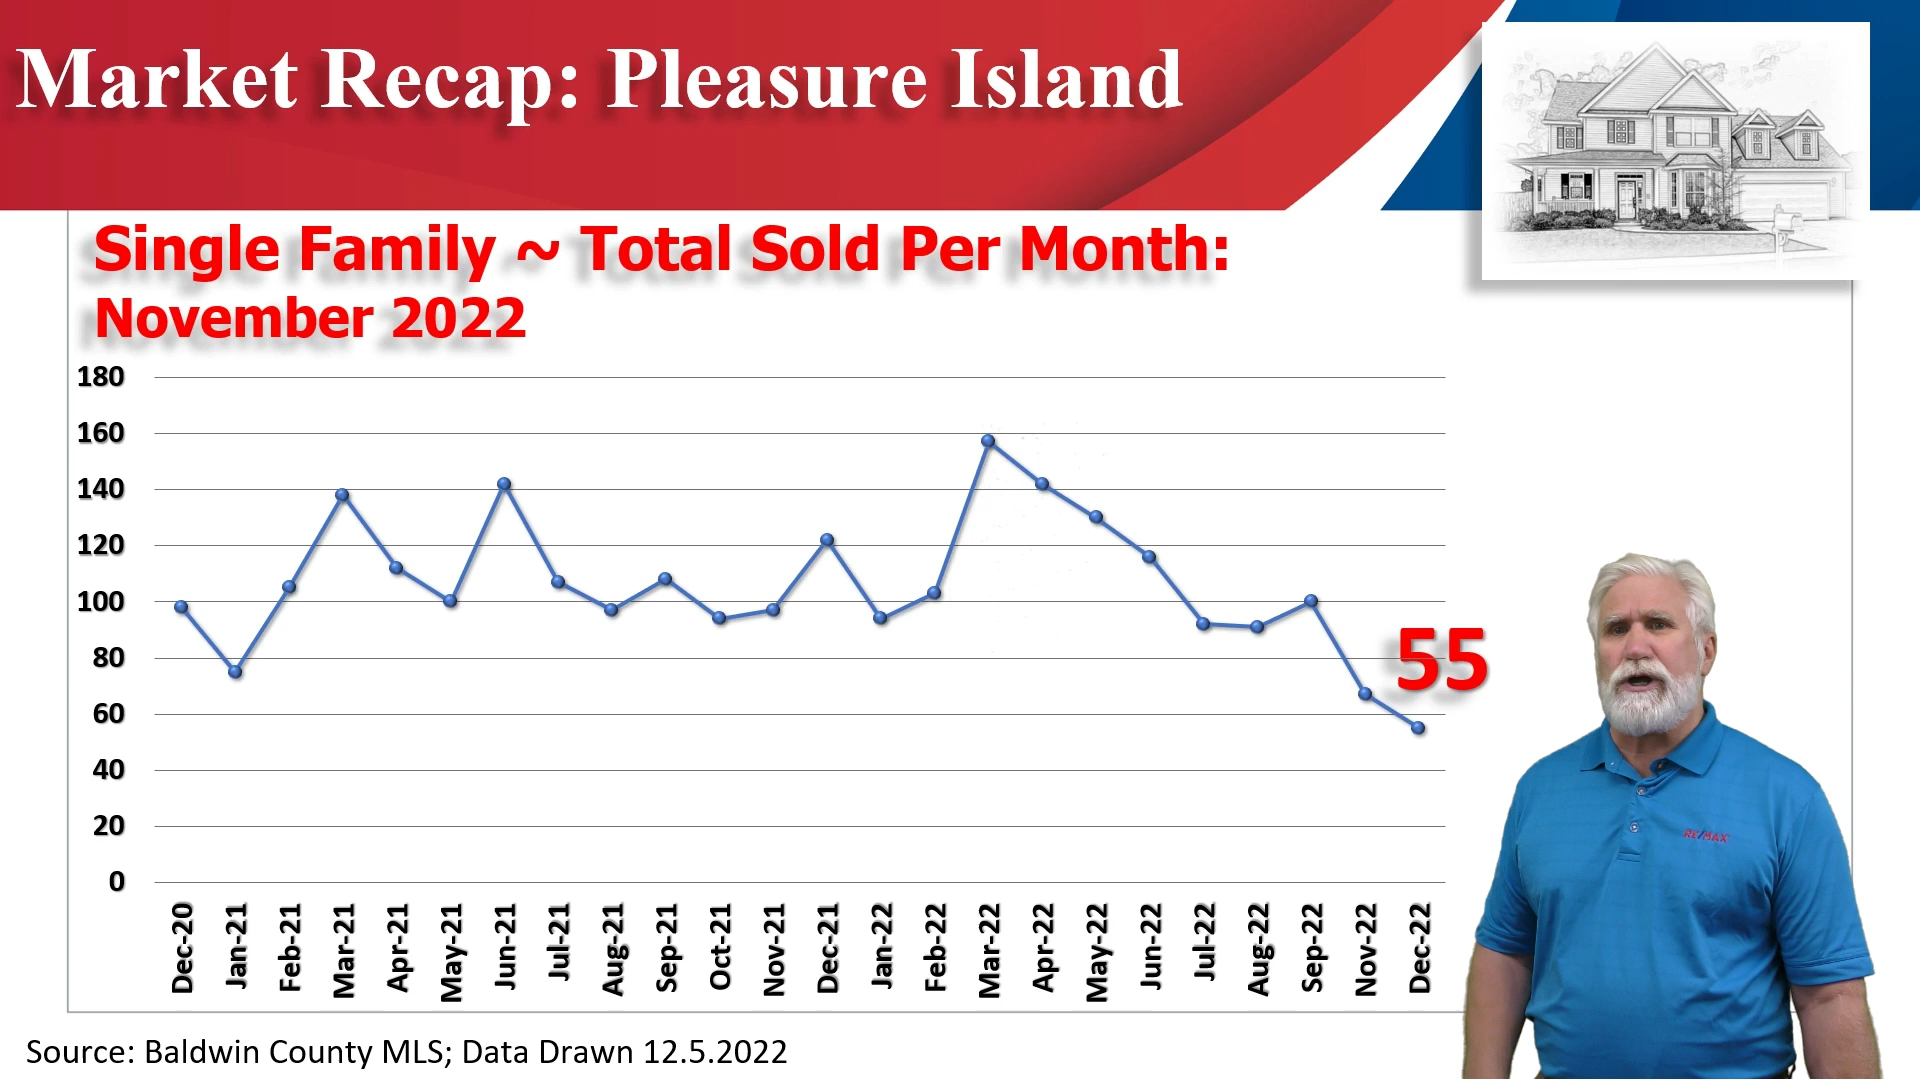 Market Recap: Pleasure Island
Single Family ~ Total Sold Per Month:
November 2022
180
160
140
120
100
80
60
40
20
0
55
Dec-20 Jan-21 Feb-21 Mar-21 Apr-21 May-21 Jun-21 Jul-21 Aug-21 Sep-21 Oct-21 Nov-21 Dec-21 Jan-22 Feb-22 Mar-22 Apr-22 May-22 Jun-22 Jul-22 Aug-22 Sep-22 Nov-22 Dec-22
RE/MAX
Source: Baldwin County MLS; Data Drawn 12.5.2022